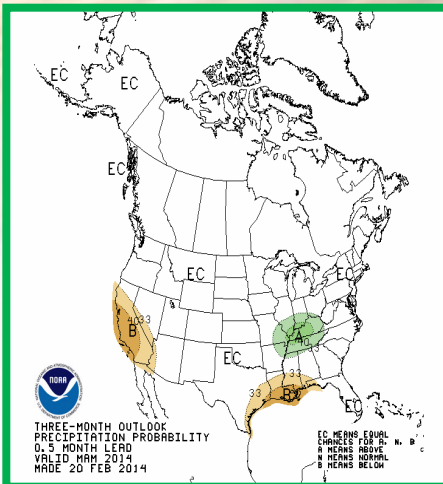 EC
EC
EC
EC
EC
40 33
B
A
40
33
EC
33
33
B
EC
NOAA
THREE-MONTH OUTLOOK
PRECIPITATION PROBABILITY
0.5 MONTH LEAD
VALID MAM 2014
MADE 20 FEB 2014
EC MEANS EQUAL
CHANCES FOR A, N, B
A MEANS ABOVE
N MEANS NORMAL
B MEANS BELOW